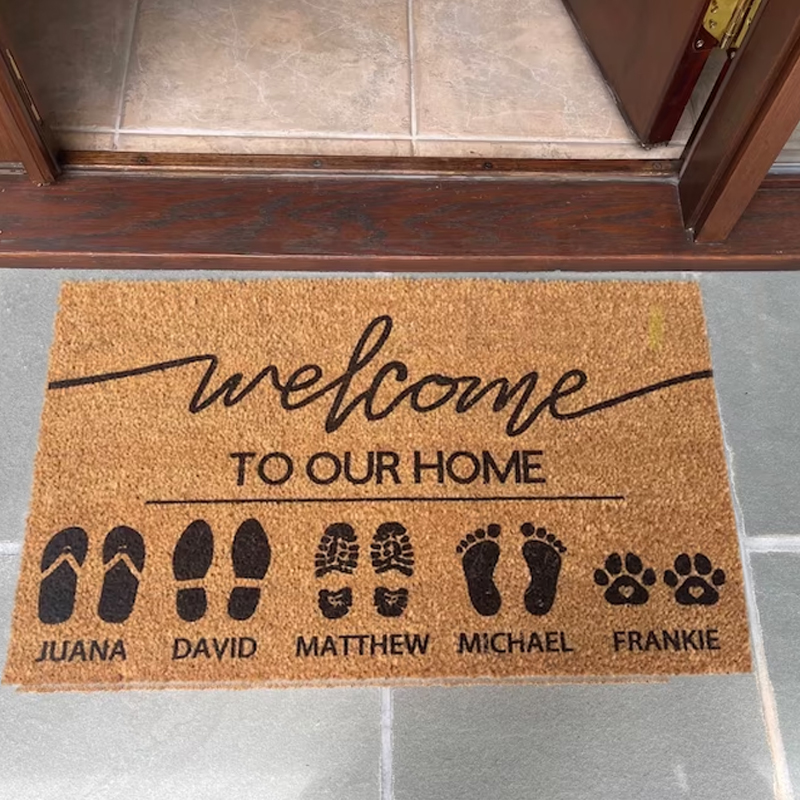 welcome
TO OUR HOME
JUANA DAVID MATTHEW MICHAEL FRANKIE